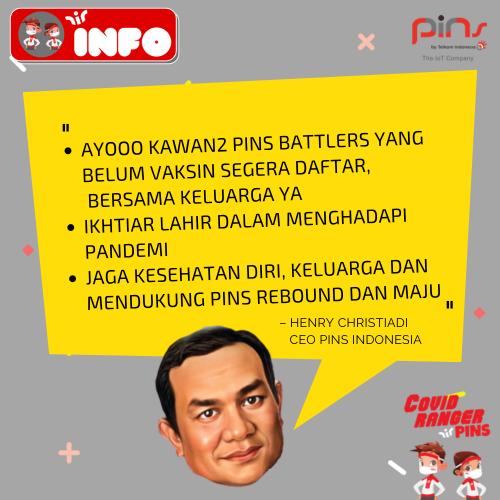 INFO
pins
by Telkom Indonesia
The IoT Company
"
• AYOOO KAWAN2 PINS BATTLERS YANG
BELUM VAKSIN SEGERA DAFTAR,
BERSAMA KELUARGA YA
• IKHTIAR LAHIR DALAM MENGHADAPI
PANDEMI
• JAGA KESEHATAN DIRI, KELUARGA DAN
MENDUKUNG PINS REBOUND DAN MAJU "
– HENRY CHRISTIADI
CEO PINS INDONESIA
COVID
RANGER
PINS